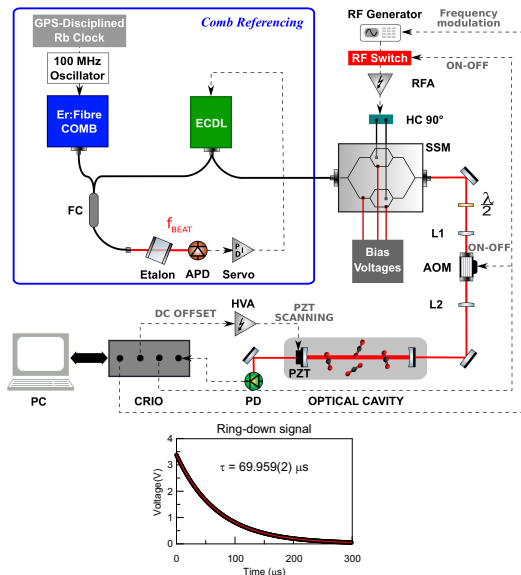 GPS-Disciplined
Rb Clock
Comb Referencing
RF Generator
Frequency
modulation
100 MHz
Oscillator
RF Switch
ON-OFF
RFA
Er:Fibre
COMB
ECDL
HC 90°
SSM
FC
λ
2
L1
fBEAT
P
I
D
Bias
Voltages
ON-OFF
AOM
Etalon
APD
Servo
L2
HVA
DC OFFSET
PZT
SCANNING
PZT
PC
CRIO
PD
OPTICAL CAVITY
Ring-down signal
τ = 69.959(2) μs
Voltage(V)
4
3
2
1
0
0
100
200
300
Time (μs)